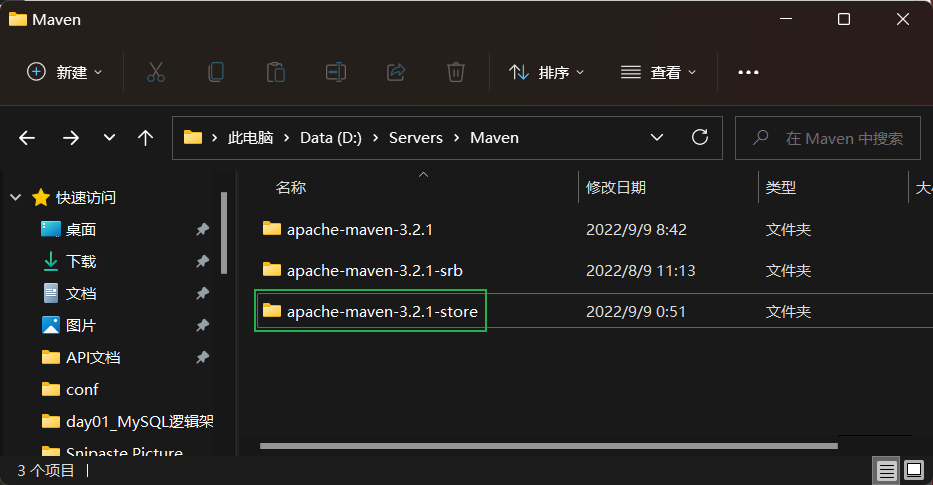 Maven
新建
排序
查看
此电脑 > Data (D:) > Servers > Maven
在 Maven 中搜索
快速访问
桌面
下载
文档
图片
API文档
conf
day01_MySQL逻辑架
Snipaste Picture
名称 修改日期 类型 大小
apache-maven-3.2.1 2022/9/9 8:42 文件夹
apache-maven-3.2.1-srb 2022/8/9 11:13 文件夹
apache-maven-3.2.1-store 2022/9/9 0:51 文件夹
3 个项目